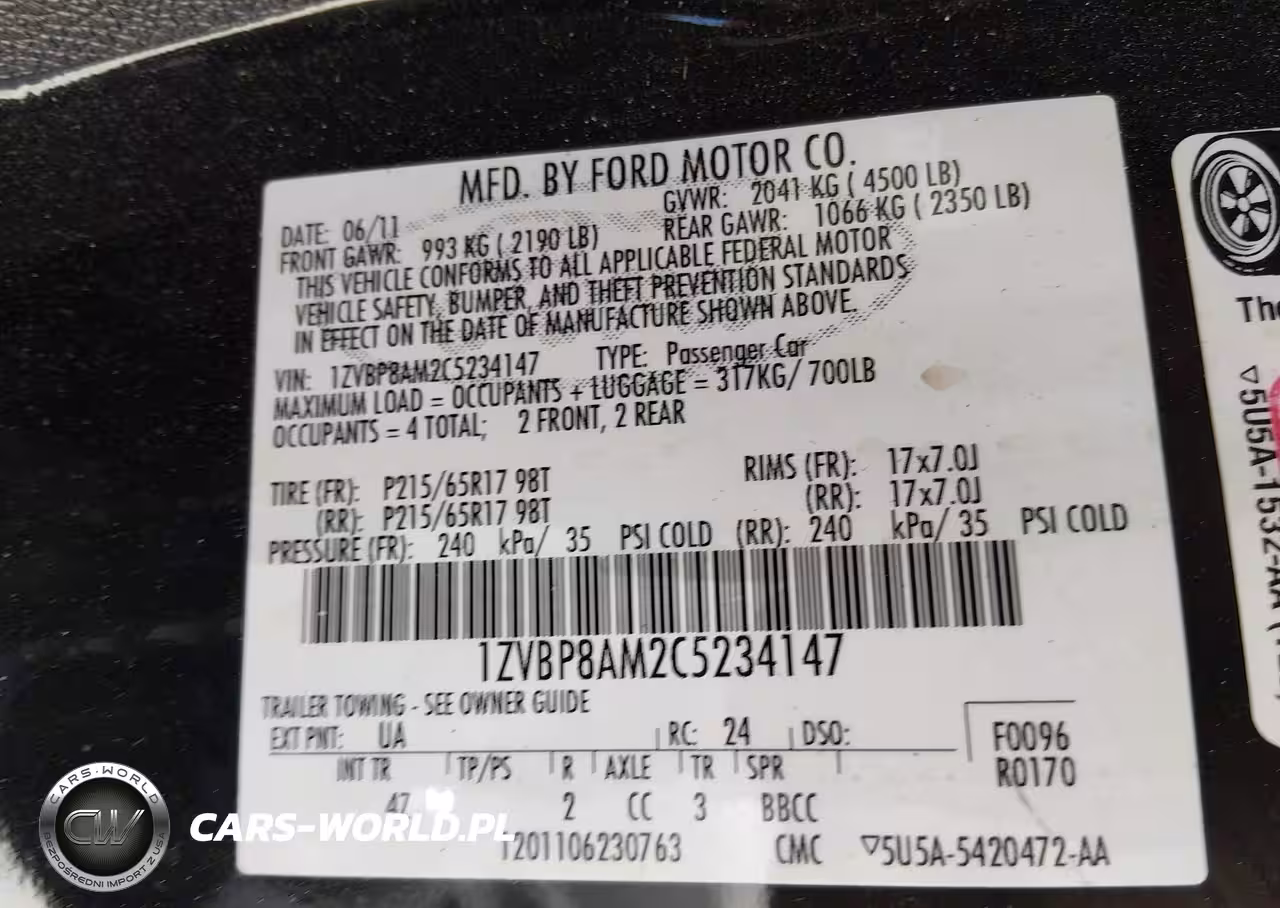 MFD. BY FORD MOTOR CO.
DATE: 06/11 GVWR: 2041 KG ( 4500 LB)
FRONT GAWR: 993 KG ( 2190 LB) REAR GAWR: 1066 KG ( 2350 LB)
THIS VEHICLE CONFORMS TO ALL APPLICABLE FEDERAL MOTOR
VEHICLE SAFETY, BUMPER, AND THEFT PREVENTION STANDARDS
IN EFFECT ON THE DATE OF MANUFACTURE SHOWN ABOVE.
VIN: 1ZVBP8AM2C5234147 TYPE: Passenger Car
MAXIMUM LOAD = OCCUPANTS + LUGGAGE = 317KG/ 700LB
OCCUPANTS = 4 TOTAL; 2 FRONT, 2 REAR
TIRE (FR): P215/65R17 98T RIMS (FR): 17x7.0J
(RR): P215/65R17 98T (RR): 17x7.0J
PRESSURE (FR): 240 kPa/ 35 PSI COLD (RR): 240 kPa/ 35 PSI COLD
1ZVBP8AM2C5234147
TRAILER TOWING - SEE OWNER GUIDE
EXT PNT: UA RC: 24 DSO: F0096
INT TR TP/PS R AXLE TR SPR R0170
47 2 CC 3 BBCC
1201106230763 CMC ▽5U5A-5420472-AA
The
▽5U5A-1532-AA
CARS-WORLD
CW
BEZPOŚREDNI IMPORT Z USA
CARS-WORLD.PL